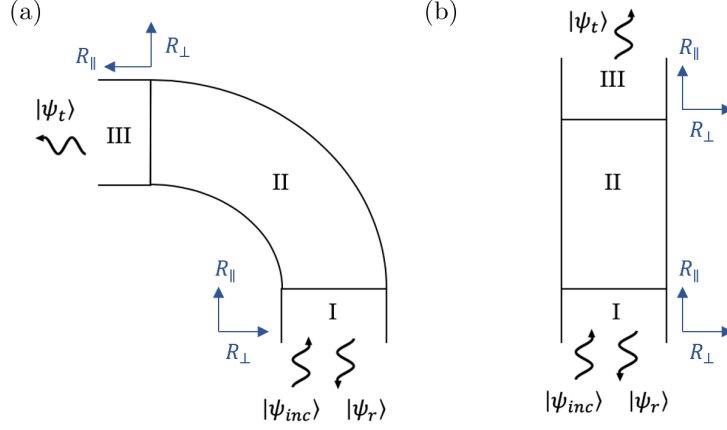 (a)
R⊥
R∥
|ψt⟩
III
II
R∥
I
R⊥
|ψinc⟩ |ψr⟩
(b)
|ψt⟩
R∥
III
R⊥
II
R∥
I
R⊥
|ψinc⟩ |ψr⟩